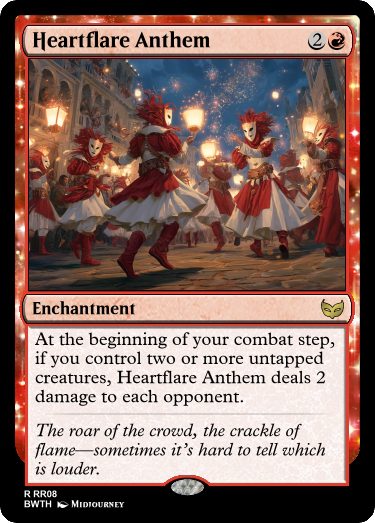 Heartflare Anthem 2
Enchantment
At the beginning of your combat step,
if you control two or more untapped
creatures, Heartflare Anthem deals 2
damage to each opponent.
The roar of the crowd, the crackle of
flame—sometimes it's hard to tell which
is louder.
R RR08
BWTH Midjourney